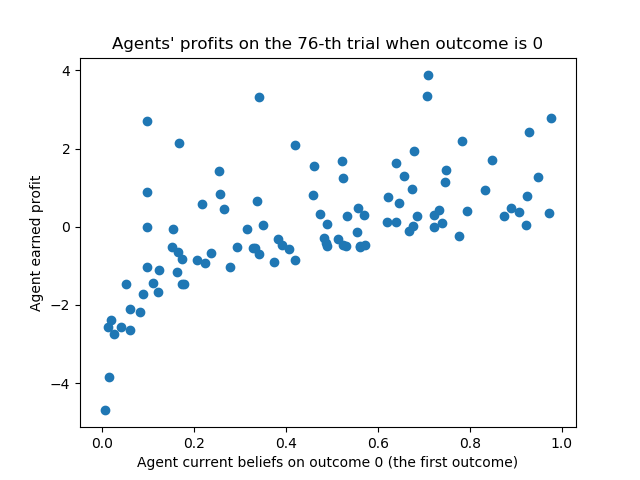 Agents' profits on the 76-th trial when outcome is 0
4
2
0
−2
−4
Agent earned profit
0.0 0.2 0.4 0.6 0.8 1.0
Agent current beliefs on outcome 0 (the first outcome)